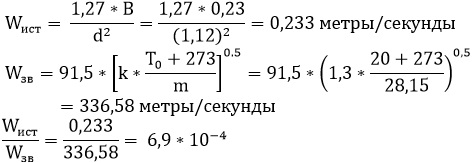 Wист = 1,27 * B / d² = 1,27 * 0,23 / (1,12)² = 0,233 метры/секунды
Wзв = 91,5 * [k * T₀ + 273 / m]^0.5 = 91,5 * (1,3 * 20 + 273 / 28,15)^0.5
= 336,58 метры/секунды
Wист / Wзв = 0,233 / 336,58 = 6,9 * 10⁻⁴